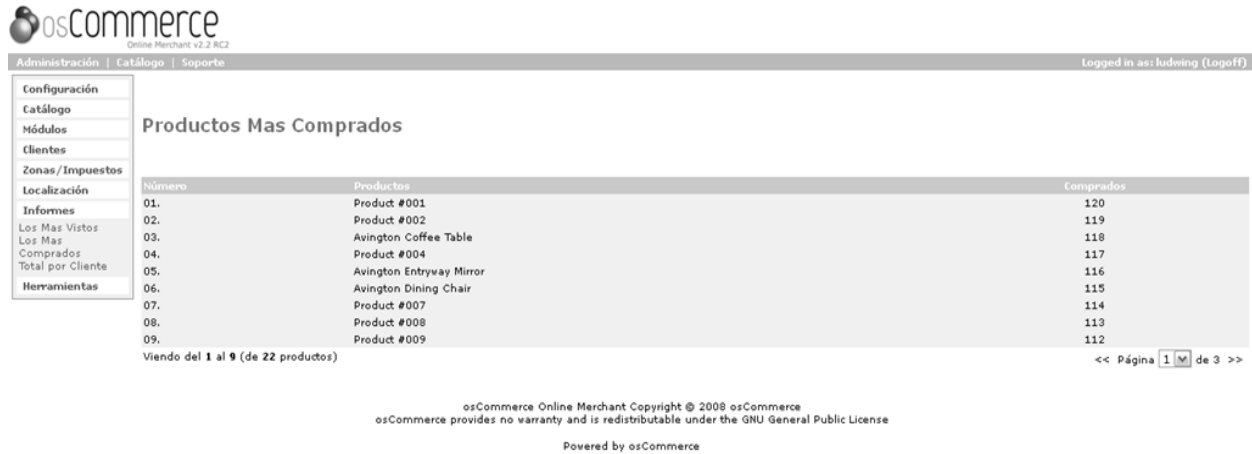 osCommerce
Online Merchant v2.2 RC2
Administración | Catálogo | Soporte Logged in as: ludwing (Logoff)
Configuración
Catálogo
Módulos
Clientes
Zonas/Impuestos
Localización
Informes
Los Mas Vistos
Los Mas
Comprados
Total por Cliente
Herramientas
Productos Mas Comprados
Número Productos Comprados
01. Product #001 120
02. Product #002 119
03. Avington Coffee Table 118
04. Product #004 117
05. Avington Entryway Mirror 116
06. Avington Dining Chair 115
07. Product #007 114
08. Product #008 113
09. Product #009 112
Viendo del 1 al 9 (de 22 productos) << Página 1 de 3 >>
osCommerce Online Merchant Copyright © 2008 osCommerce
osCommerce provides no warranty and is redistributable under the GNU General Public License
Powered by osCommerce